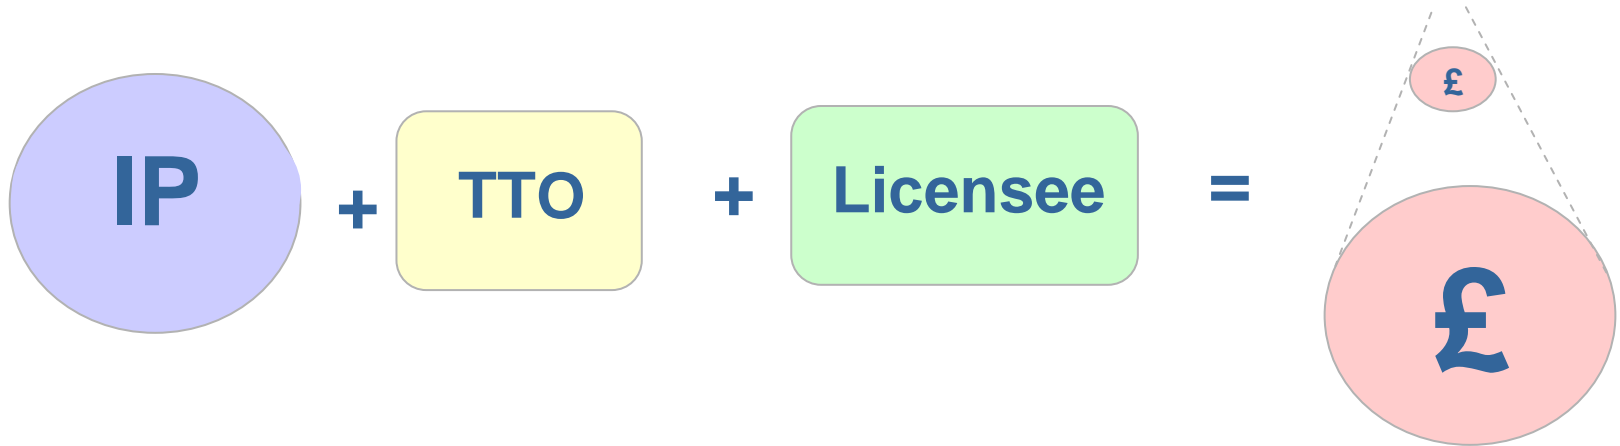 IP + TTO + Licensee = £
£